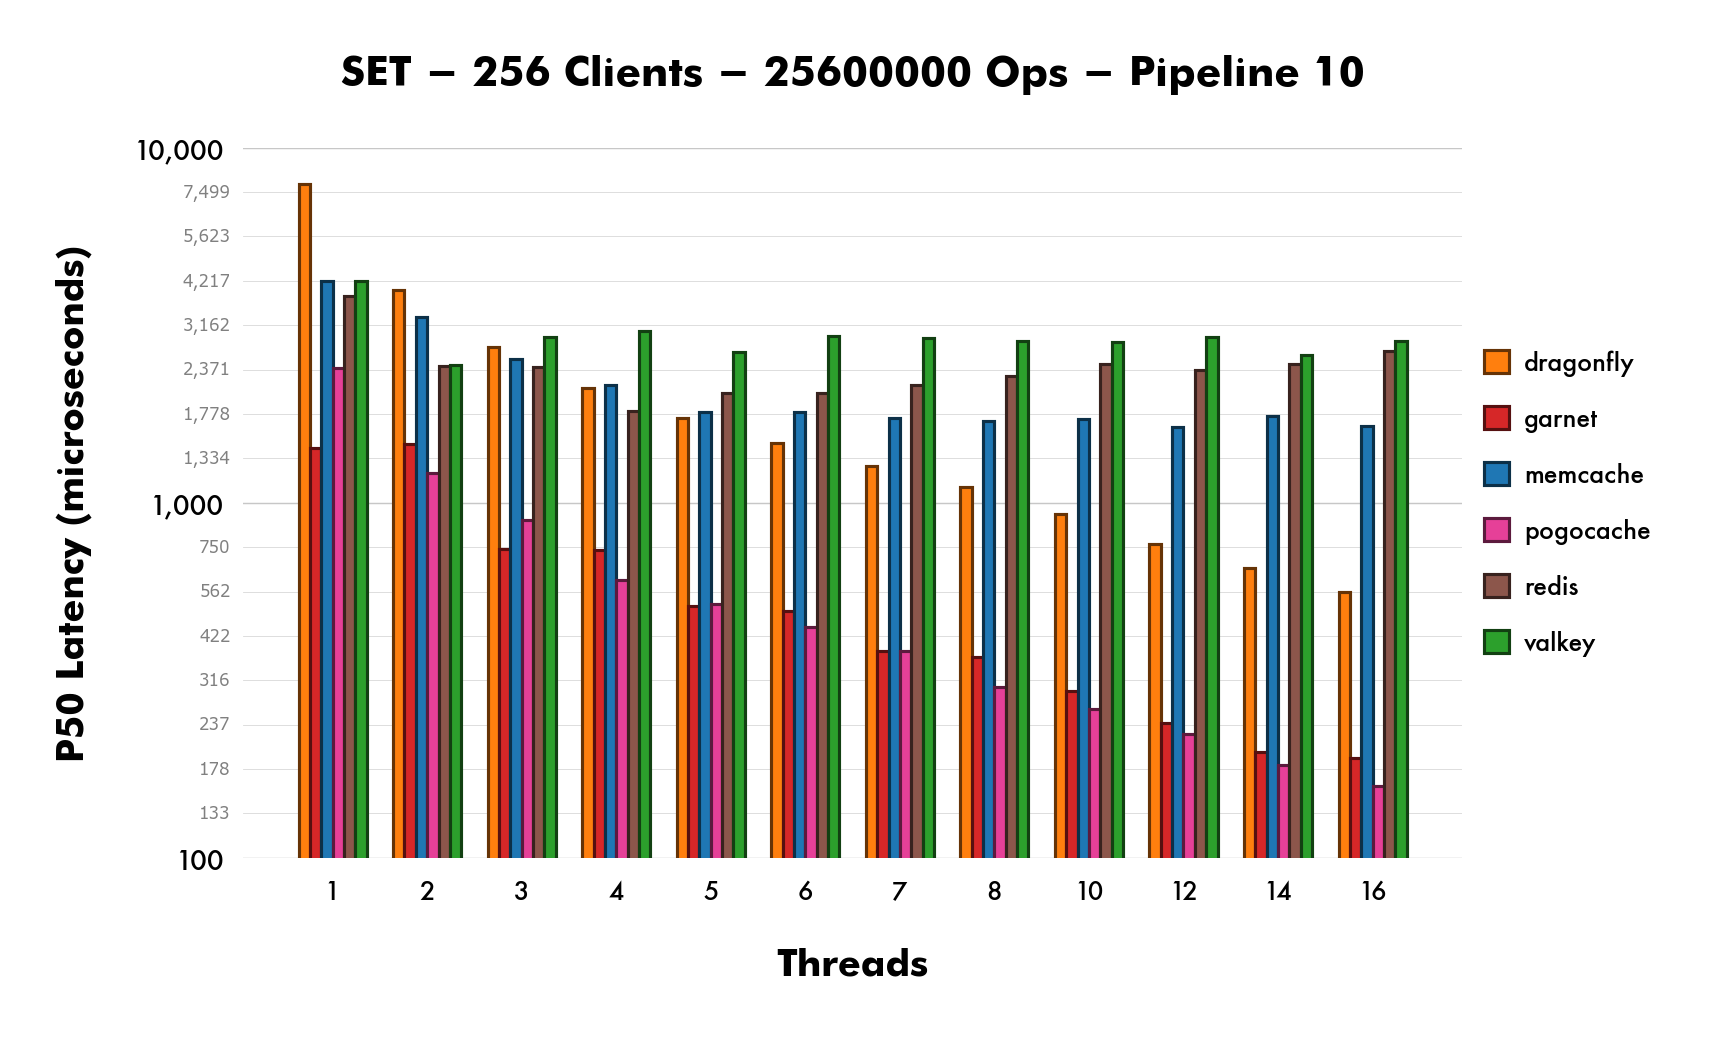 SET – 256 Clients – 25600000 Ops – Pipeline 10
P50 Latency (microseconds)
10,000
7,499
5,623
4,217
3,162
2,371
1,778
1,334
1,000
750
562
422
316
237
178
133
100
1 2 3 4 5 6 7 8 10 12 14 16
Threads
dragonfly
garnet
memcache
pogocache
redis
valkey